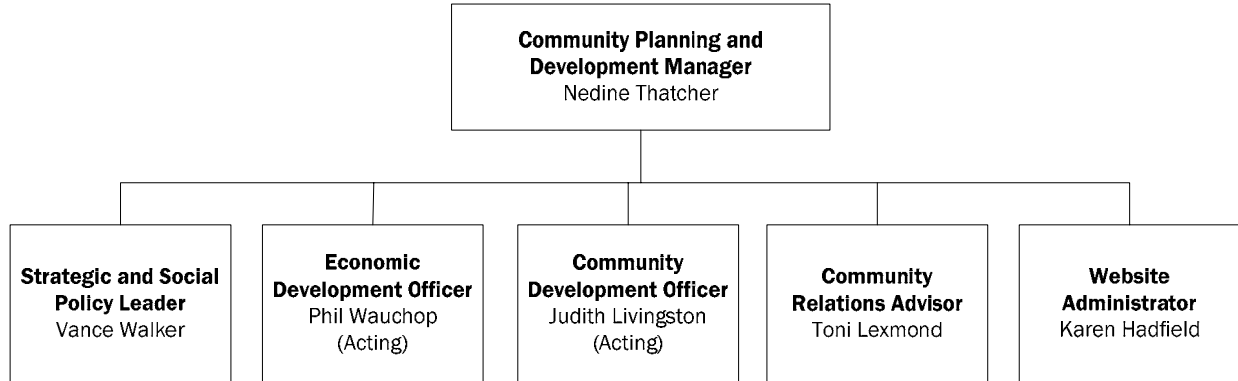 Community Planning and
Development Manager
Nedine Thatcher
Strategic and Social
Policy Leader
Vance Walker
Economic
Development Officer
Phil Wauchop
(Acting)
Community
Development Officer
Judith Livingston
(Acting)
Community
Relations Advisor
Toni Lexmond
Website
Administrator
Karen Hadfield